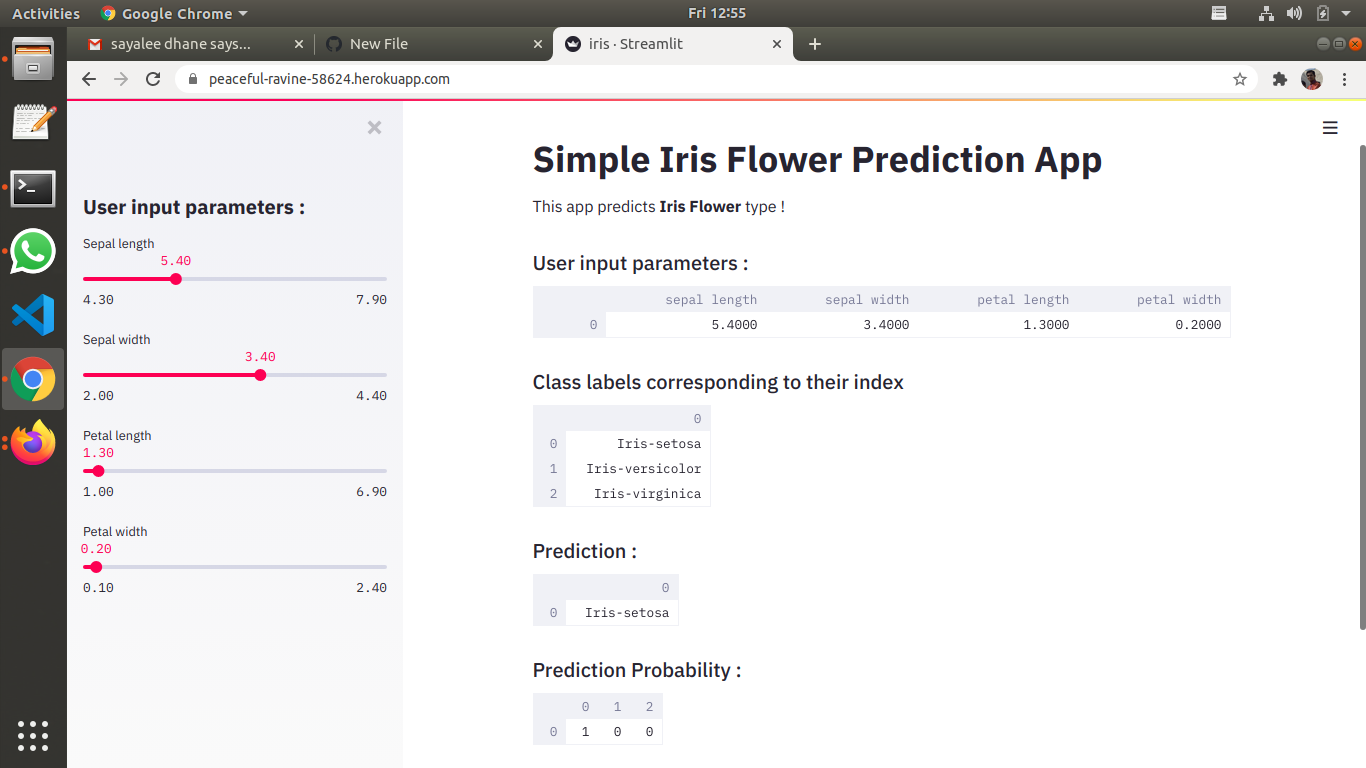 Activities Google Chrome Fri 12:55
sayalee dhane says... New File iris · Streamlit
peaceful-ravine-58624.herokuapp.com
User input parameters :
Sepal length
5.40
4.30 7.90
Sepal width
3.40
2.00 4.40
Petal length
1.30
1.00 6.90
Petal width
0.20
0.10 2.40
Simple Iris Flower Prediction App
This app predicts Iris Flower type !
User input parameters :
sepal length sepal width petal length petal width
0 5.4000 3.4000 1.3000 0.2000
Class labels corresponding to their index
0
0 Iris-setosa
1 Iris-versicolor
2 Iris-virginica
Prediction :
0
0 Iris-setosa
Prediction Probability :
0 1 2
0 1 0 0